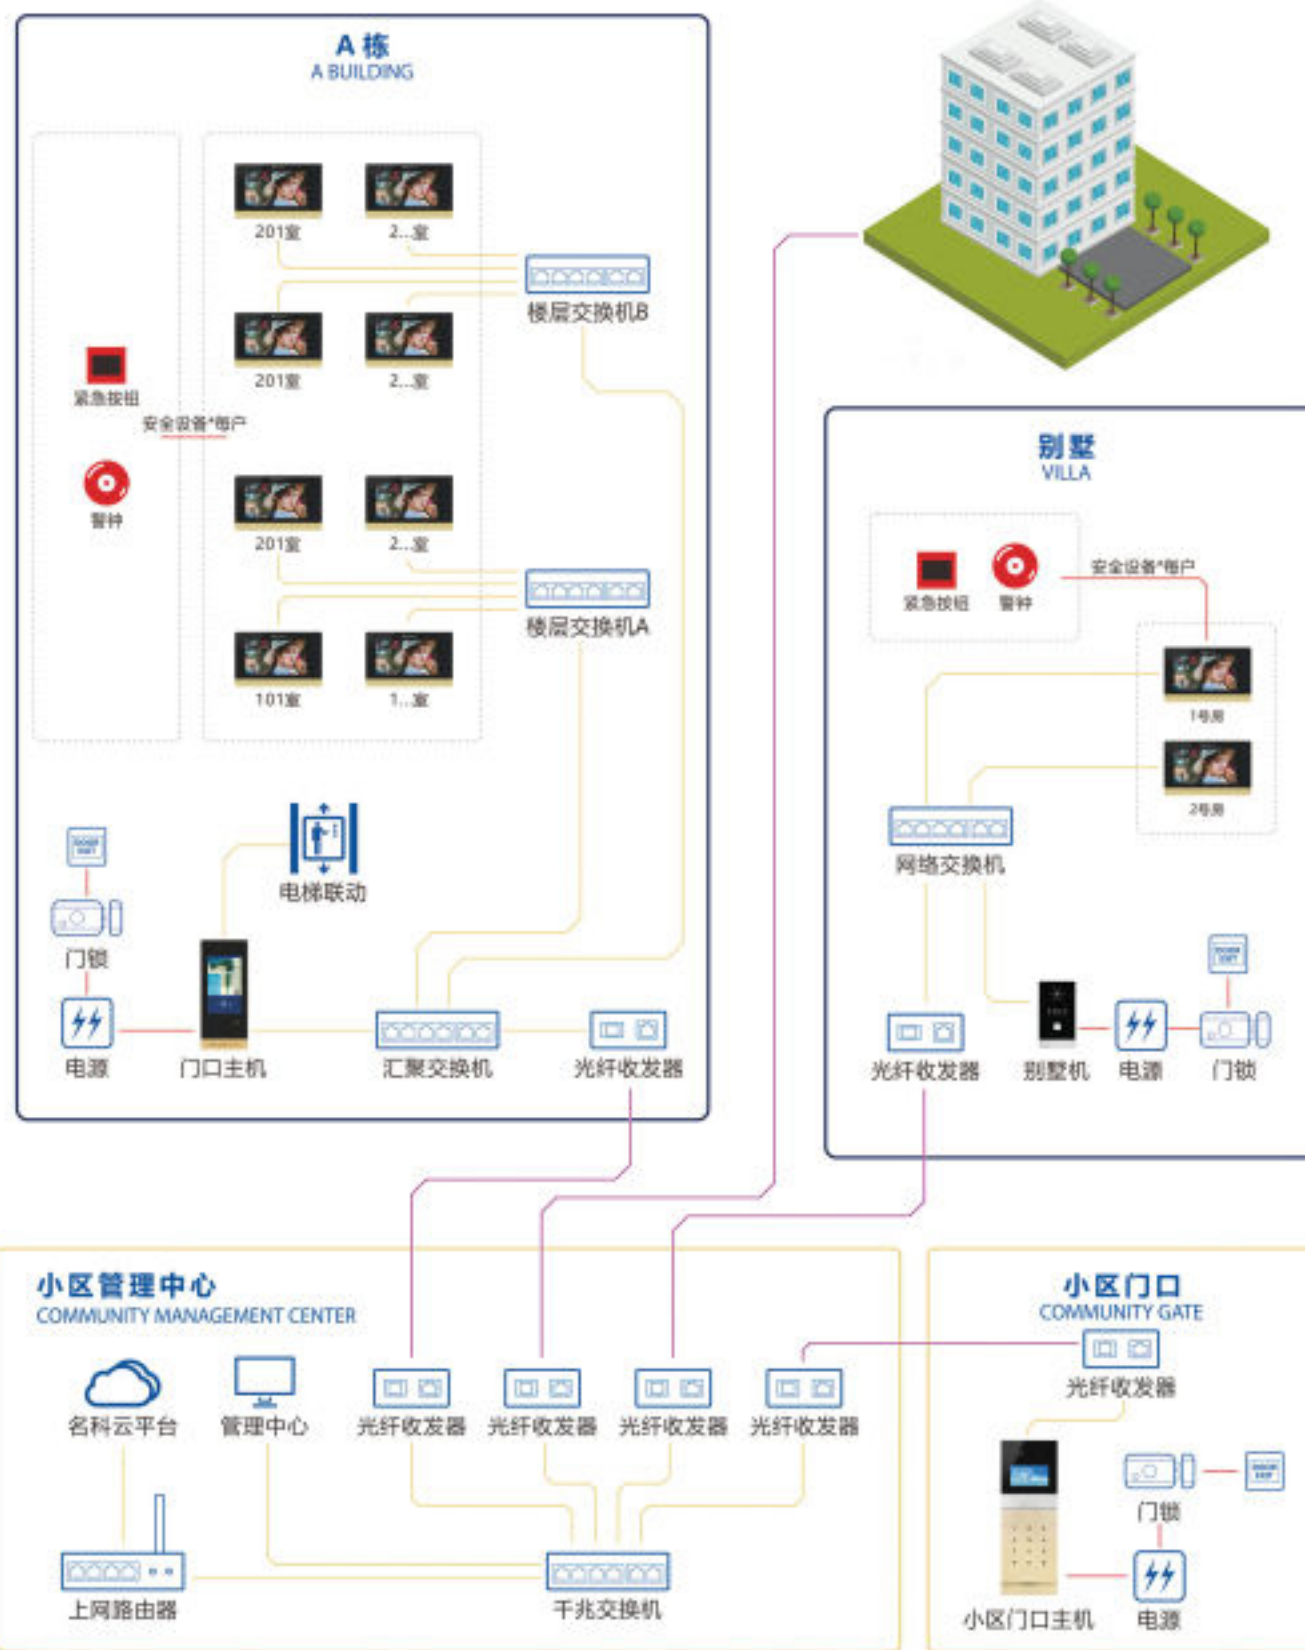 A 栋
A BUILDING
201室
2...室
楼层交换机B
201室
2...室
紧急按钮
安全设备*每户
警钟
201室
2...室
楼层交换机A
101室
1...室
电梯联动
门锁
电源
门口主机
汇聚交换机
光纤收发器
别墅
VILLA
紧急按钮
警钟
安全设备*每户
1号房
2号房
网络交换机
光纤收发器
别墅机
电源
门锁
小区管理中心
COMMUNITY MANAGEMENT CENTER
名科云平台
管理中心
光纤收发器
光纤收发器
光纤收发器
光纤收发器
上网路由器
千兆交换机
小区门口
COMMUNITY GATE
光纤收发器
门锁
小区门口主机
电源